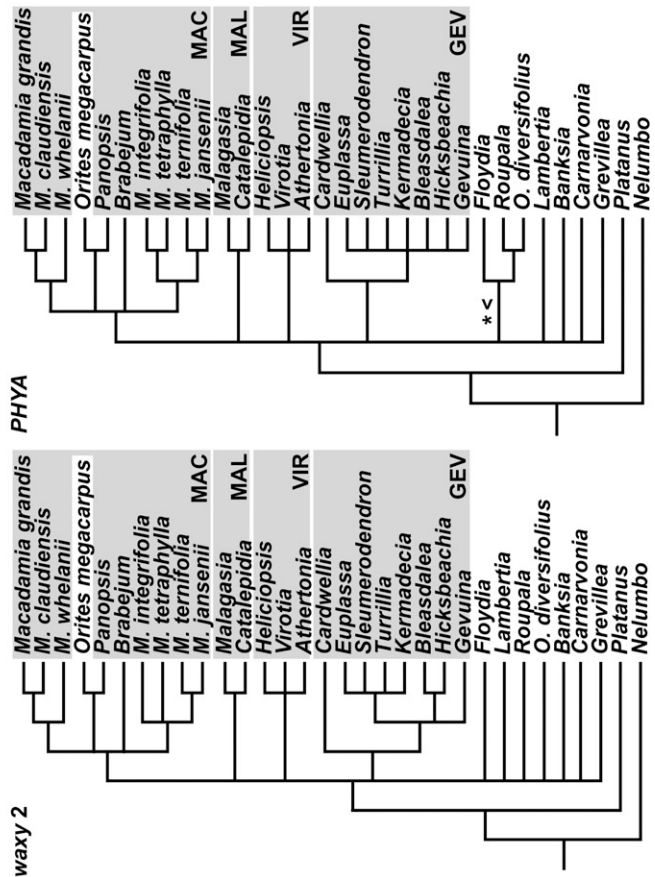 waxy 2
Macadamia grandis
M. claudiensis
M. whelanii
Orites megacarpus
Panopsis
Brabejum
M. integrifolia
M. tetraphylla
M. ternifolia
M. jansenii
MAC
Malagasia
Catalepidia
MAL
Heliciopsis
Virotia
Athertonia
VIR
Cardwellia
Euplassa
Sleumerodendron
Turrillia
Kermadecia
Bleasdalea
Hicksbeachia
Gevuina
GEV
Floydia
Lambertia
Roupala
O. diversifolius
Banksia
Carnarvonia
Grevillea
Platanus
Nelumbo
PHYA
Macadamia grandis
M. claudiensis
M. whelanii
Orites megacarpus
Panopsis
Brabejum
M. integrifolia
M. tetraphylla
M. ternifolia
M. jansenii
MAC
Malagasia
Catalepidia
MAL
Heliciopsis
Virotia
Athertonia
VIR
Cardwellia
Euplassa
Sleumerodendron
Turrillia
Kermadecia
Bleasdalea
Hicksbeachia
Gevuina
GEV
* <
Floydia
Roupala
O. diversifolius
Lambertia
Banksia
Carnarvonia
Grevillea
Platanus
Nelumbo